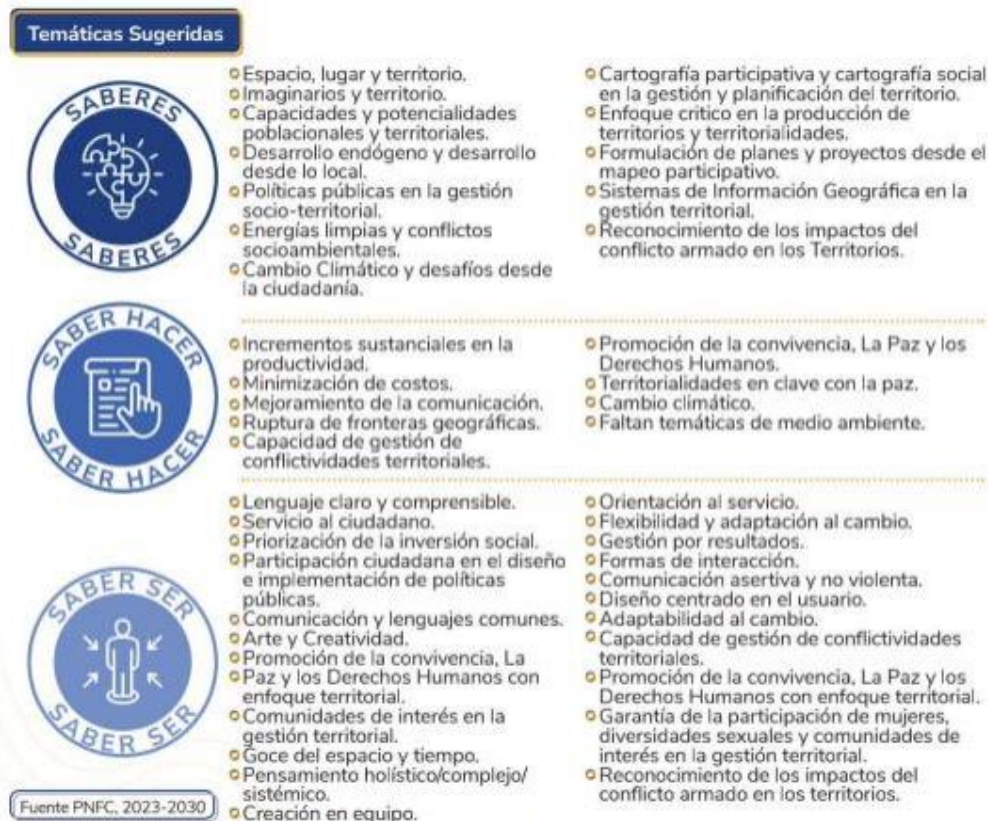 Temáticas Sugeridas
SABERES
SABERES
Espacio, lugar y territorio.
Imaginarios y territorio.
Capacidades y potencialidades
poblacionales y territoriales.
Desarrollo endógeno y desarrollo
desde lo local.
Políticas públicas en la gestión
socio-territorial.
Energías limpias y conflictos
socioambientales.
Cambio Climático y desafíos desde
la ciudadanía.
Cartografía participativa y cartografía social
en la gestión y planificación del territorio.
Enfoque critico en la producción de
territorios y territorialidades.
Formulación de planes y proyectos desde el
mapeo participativo.
Sistemas de Información Geográfica en la
gestión territorial.
Reconocimiento de los impactos del
conflicto armado en los Territorios.
SABER HACER
SABER HACER
Incrementos sustanciales en la
productividad.
Minimización de costos.
Mejoramiento de la comunicación.
Ruptura de fronteras geográficas.
Capacidad de gestión de
conflictividades territoriales.
Promoción de la convivencia, La Paz y los
Derechos Humanos.
Territorialidades en clave con la paz.
Cambio climático.
Faltan temáticas de medio ambiente.
SABER SER
SABER SER
Lenguaje claro y comprensible.
Servicio al ciudadano.
Priorización de la inversión social.
Participación ciudadana en el diseño
e implementación de políticas
públicas.
Comunicación y lenguajes comunes.
Arte y Creatividad.
Promoción de la convivencia, La
Paz y los Derechos Humanos con
enfoque territorial.
Comunidades de interés en la
gestión territorial.
Goce del espacio y tiempo.
Pensamiento holístico/complejo/
sistémico.
Creación en equipo.
Orientación al servicio.
Flexibilidad y adaptación al cambio.
Gestión por resultados.
Formas de interacción.
Comunicación asertiva y no violenta.
Diseño centrado en el usuario.
Adaptabilidad al cambio.
Capacidad de gestión de conflictividades
territoriales.
Promoción de la convivencia, La Paz y los
Derechos Humanos con enfoque territorial.
Garantía de la participación de mujeres,
diversidades sexuales y comunidades de
interés en la gestión territorial.
Reconocimiento de los impactos del
conflicto armado en los territorios.
Fuente PNFC, 2023-2030